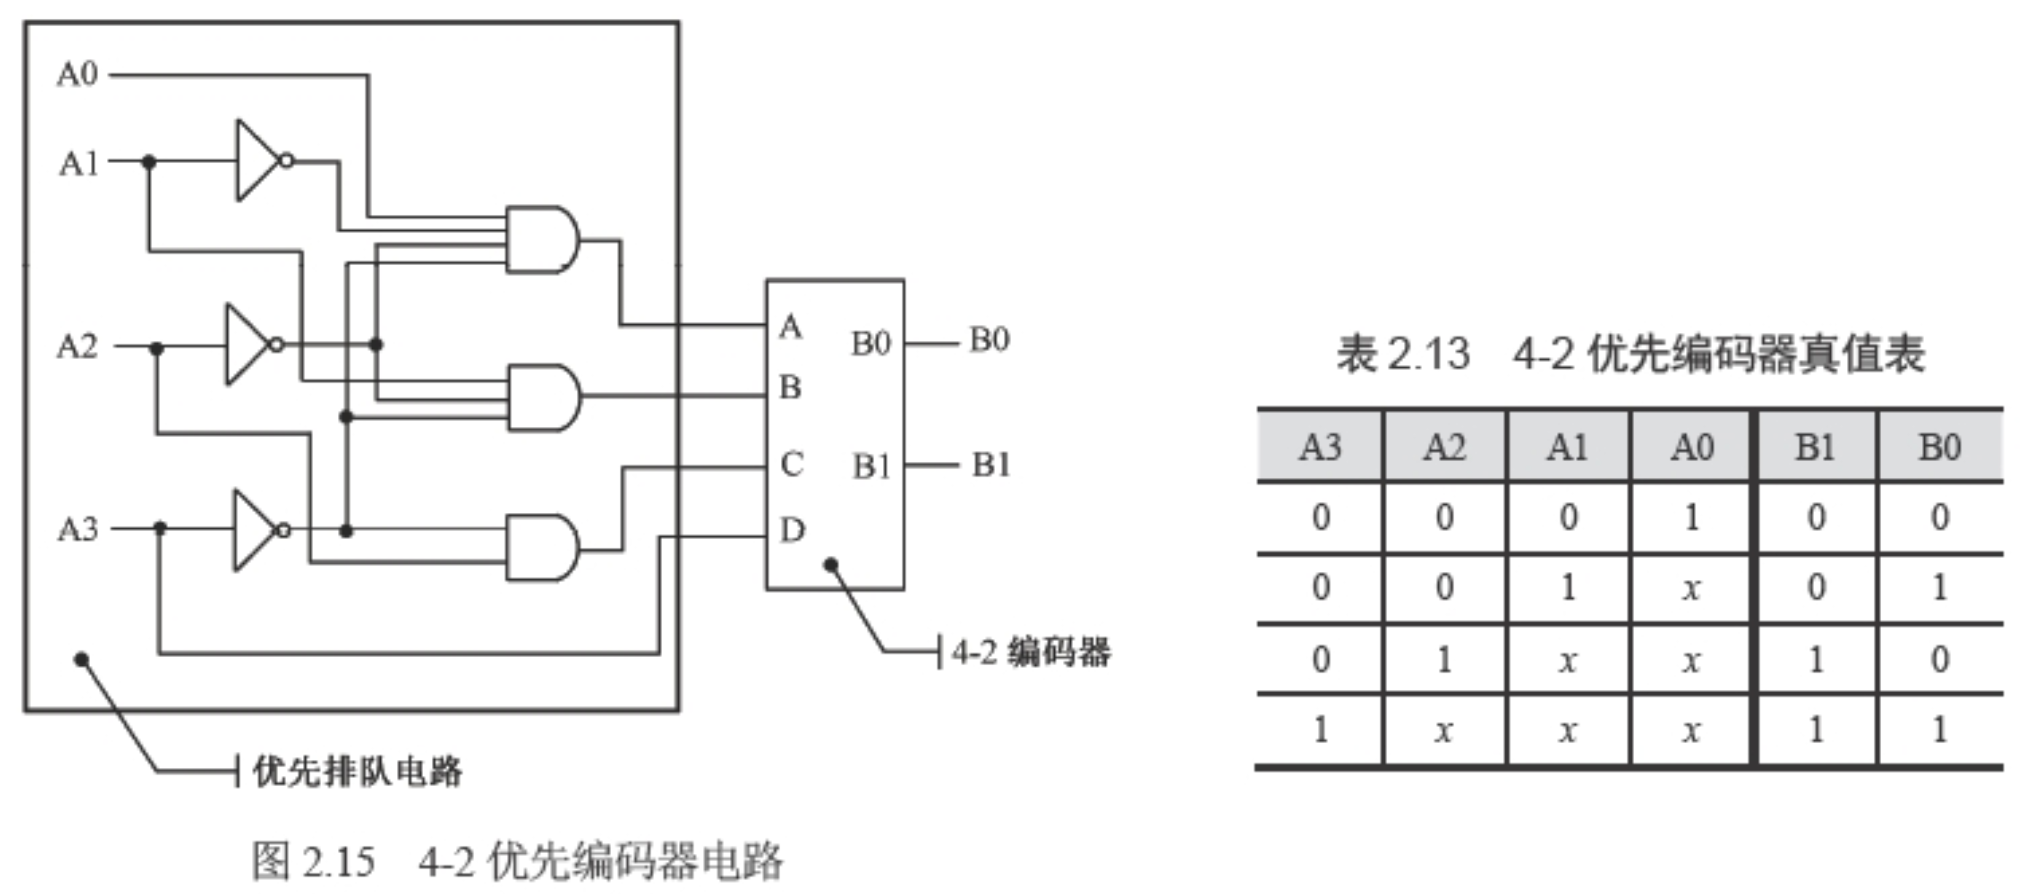 A0
A1
A2
A3
A
B
C
D
B0
B1
B0
B1
4-2 编码器
优先排队电路
图 2.15 4-2 优先编码器电路
表 2.13 4-2 优先编码器真值表
A3 A2 A1 A0 B1 B0
0 0 0 1 0 0
0 0 1 x 0 1
0 1 x x 1 0
1 x x x 1 1